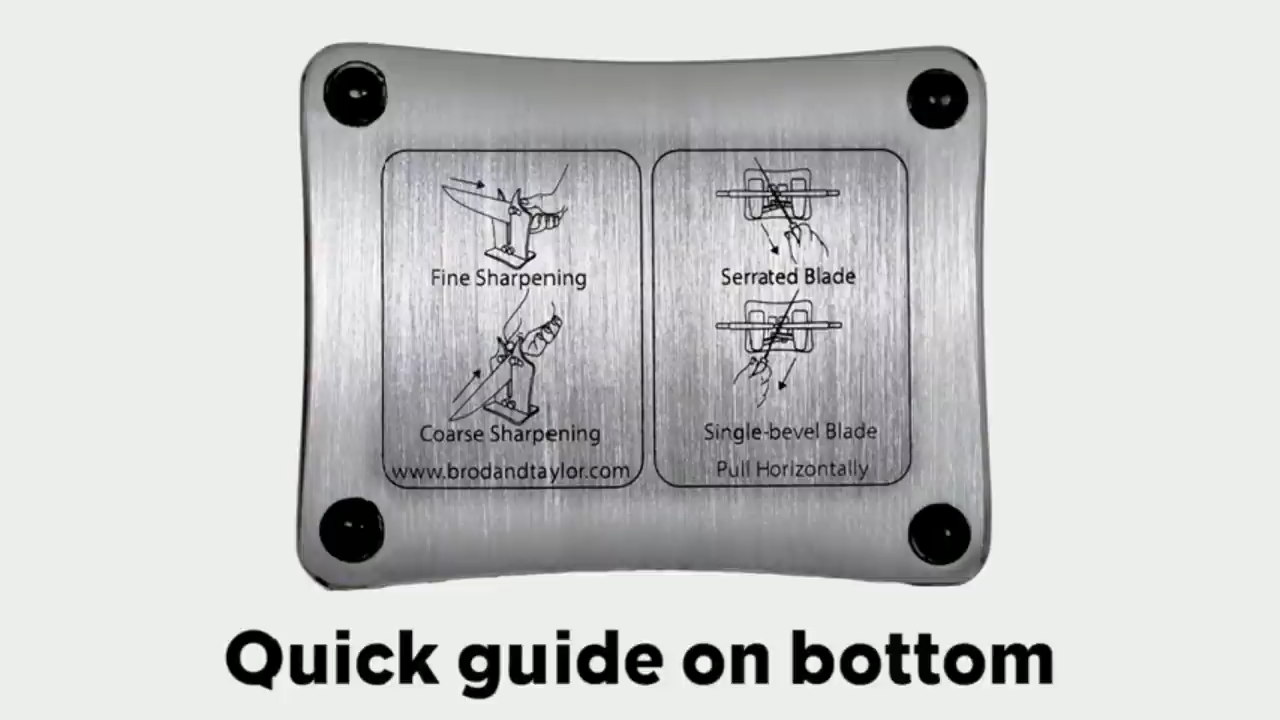 Fine Sharpening
Coarse Sharpening
www.brodandtaylor.com
Serrated Blade
Single-bevel Blade
Pull Horizontally
Quick guide on bottom